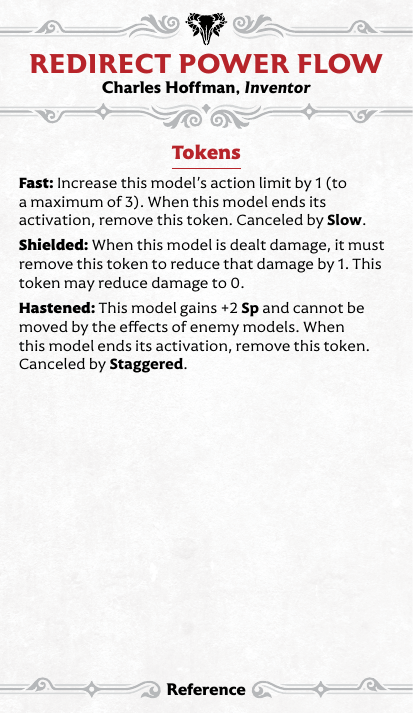 REDIRECT POWER FLOW
Charles Hoffman, Inventor
Tokens
Fast: Increase this model's action limit by 1 (to
a maximum of 3). When this model ends its
activation, remove this token. Canceled by Slow.
Shielded: When this model is dealt damage, it must
remove this token to reduce that damage by 1. This
token may reduce damage to 0.
Hastened: This model gains +2 Sp and cannot be
moved by the effects of enemy models. When
this model ends its activation, remove this token.
Canceled by Staggered.
Reference